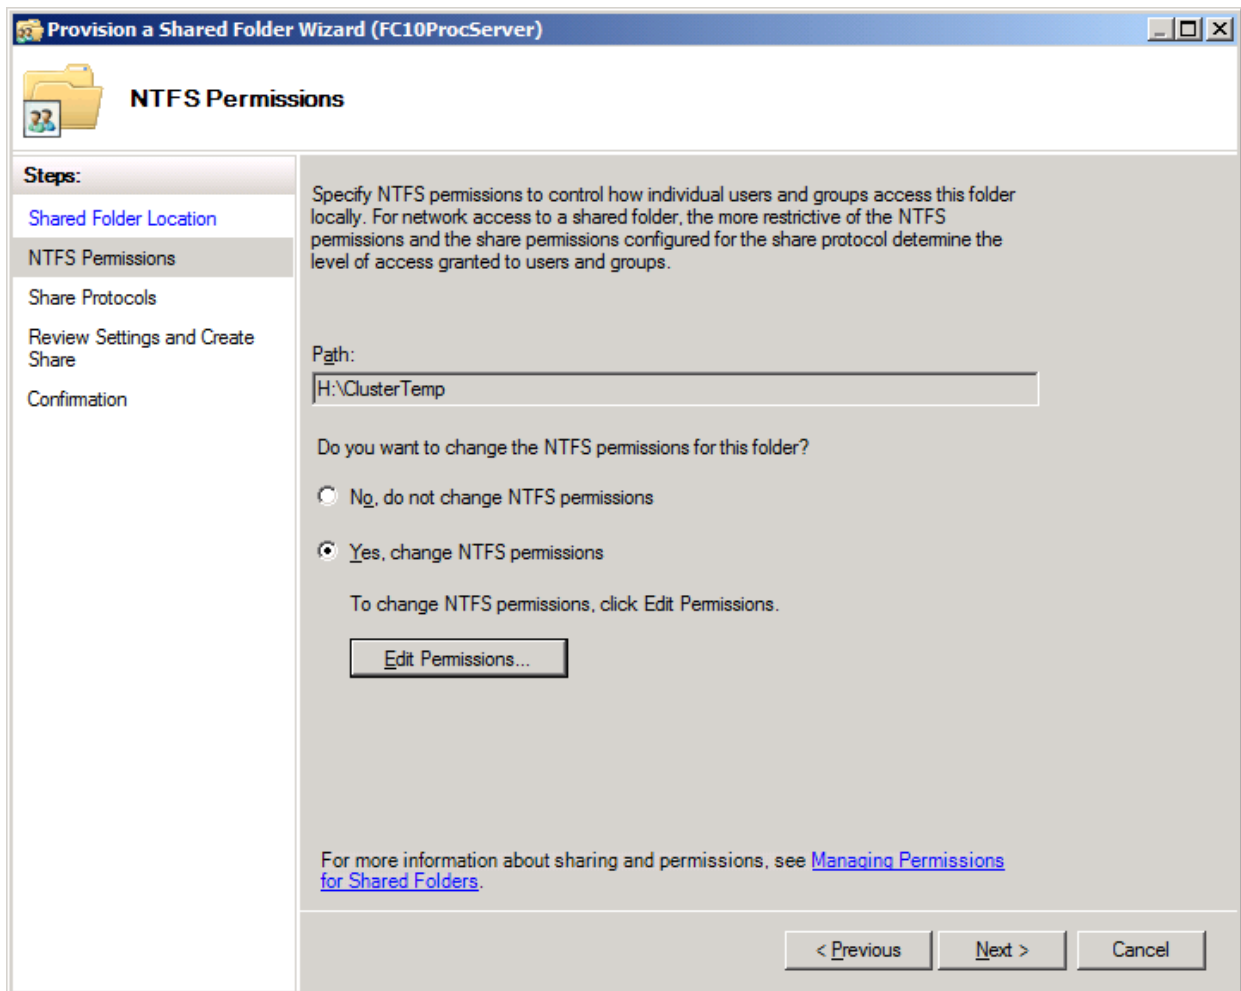 Provision a Shared Folder Wizard (FC10ProcServer)
NTFS Permissions
Steps:
Shared Folder Location
NTFS Permissions
Share Protocols
Review Settings and Create
Share
Confirmation
Specify NTFS permissions to control how individual users and groups access this folder
locally. For network access to a shared folder, the more restrictive of the NTFS
permissions and the share permissions configured for the share protocol determine the
level of access granted to users and groups.
Path:
H:\ClusterTemp
Do you want to change the NTFS permissions for this folder?
No, do not change NTFS permissions
Yes, change NTFS permissions
To change NTFS permissions, click Edit Permissions.
Edit Permissions...
For more information about sharing and permissions, see Managing Permissions
for Shared Folders.
< Previous
Next >
Cancel